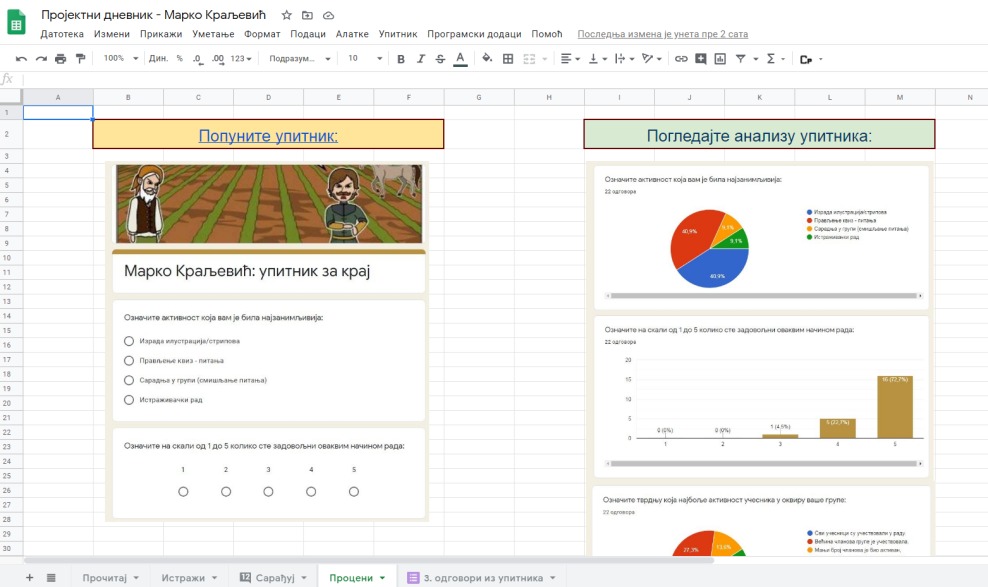 Пројектни дневник - Марко Краљевић
Датотека Измени Прикажи Уметање Формат Подаци Алатке Упитник Програмски додаци Помоћ Последња измена је унета пре 2 сата
100% Дин. % .0 .00 123 Подразум... 10 B I S A
fx
A B C D E F G H I J K L M N
1
2
3
4
5
6
7
8
9
10
11
12
13
14
15
16
17
18
19
20
21
22
23
24
25
26
27
28
29
30
Попуните упитник:
Марко Краљевић: упитник за крај
Означите активност која вам је била најзанимљивија:
Израда илустрација/стрипова
Прављење квиз - питања
Сарадња у групи (смишљање питања)
Истраживачки рад
Означите на скали од 1 до 5 колико сте задовољни оваквим начином рада:
1 2 3 4 5
Погледајте анализу упитника:
Означите активност која вам је била најзанимљивија:
22 одговора
40,9%
9,1%
40,9%
Израда илустрација/стрипова
Прављење квиз - питања
Сарадња у групи (смишљање питања)
Истраживачки рад
Означите на скали од 1 до 5 колико сте задовољни оваквим начином рада:
22 одговора
20
15
10
5
0
0 (0%) 0 (0%) 1 (4,5%) 5 (22,7%) 16 (72,7%)
1 2 3 4 5
Означите тврдњу која најбоље активност учесника у оквиру ваше групе:
22 одговора
27,3%
13,6%
Сви учесници су учествовали у раду.
Већина чланова групе је учествовала.
Мањи број чланова је био активан.
Прочитај Истражи 12 Сарађуј Процени 3. одговори из упитника